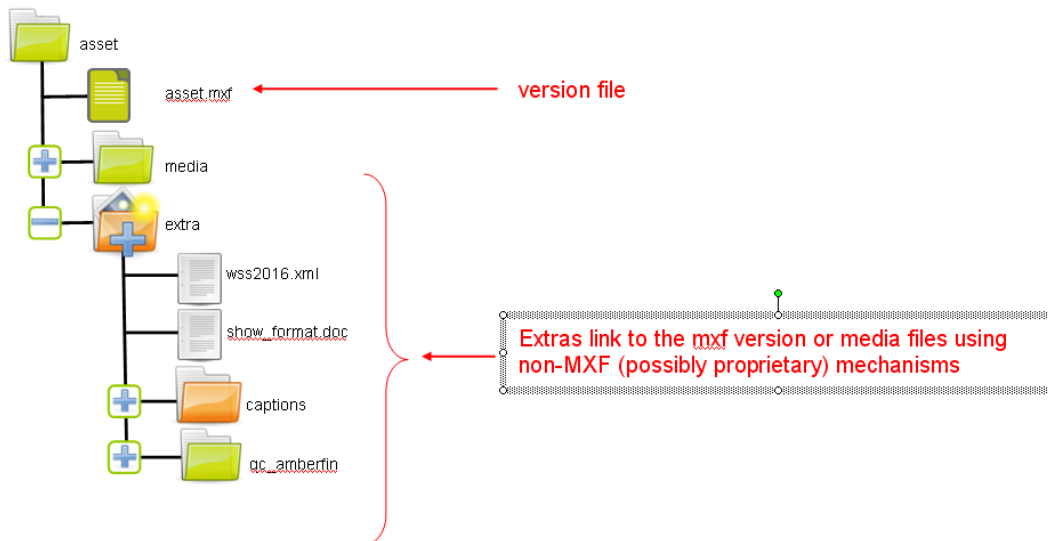 asset
asset.mxf
version file
media
extra
wss2016.xml
show_format.doc
Extras link to the mxf version or media files using
non-MXF (possibly proprietary) mechanisms
captions
qc_amberfin